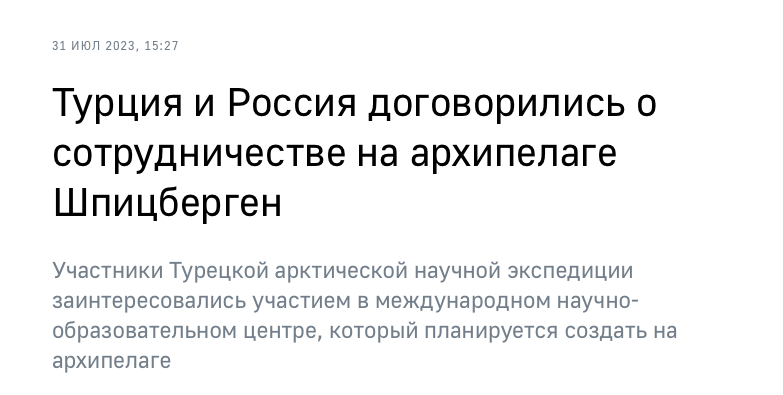 31 ИЮЛ 2023, 15:27
Турция и Россия договорились о
сотрудничестве на архипелаге
Шпицберген
Участники Турецкой арктической научной экспедиции
заинтересовались участием в международном научно-
образовательном центре, который планируется создать на
архипелаге